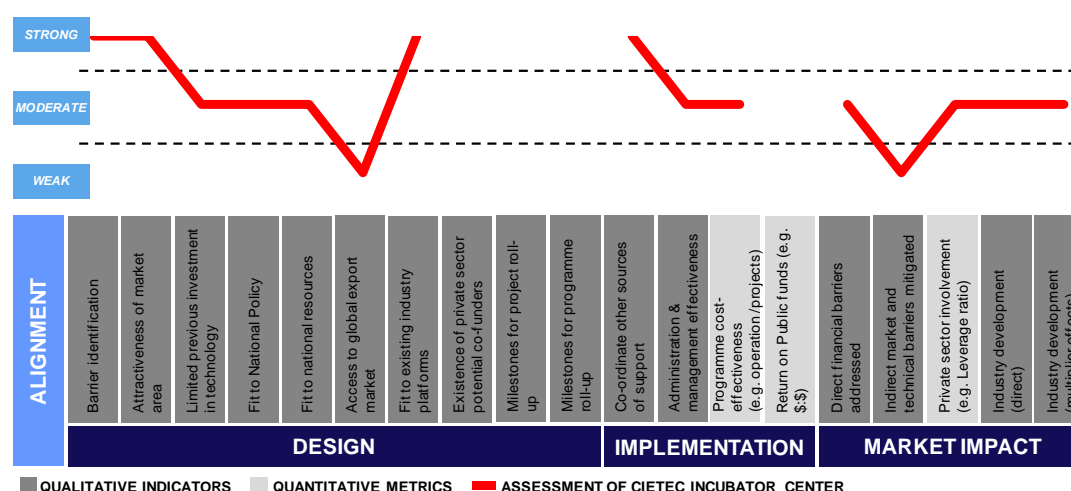 STRONG
MODERATE
WEAK
ALIGNMENT
Barrier identification
Attractiveness of market
area
Limited previous investment
in technology
Fit to National Policy
Fit to national resources
Access to global export
market
Fit to existing industry
platforms
Existence of private sector
potential co-funders
Milestones for project roll-
up
Milestones for programme
roll-up
Co-ordinate other sources
of support
Administration &
management effectiveness
Programme cost-
effectiveness
(e.g. operation /projects)
Return on Public funds (e.g.
$:$)
Direct financial barriers
addressed
Indirect market and
technical barriers mitigated
Private sector involvement
(e.g. Leverage ratio)
Industry development
(direct)
Industry development
(multiplier effects)
DESIGN
IMPLEMENTATION
MARKET IMPACT
QUALITATIVE INDICATORS
QUANTITATIVE METRICS
ASSESSMENT OF CIETEC INCUBATOR CENTER